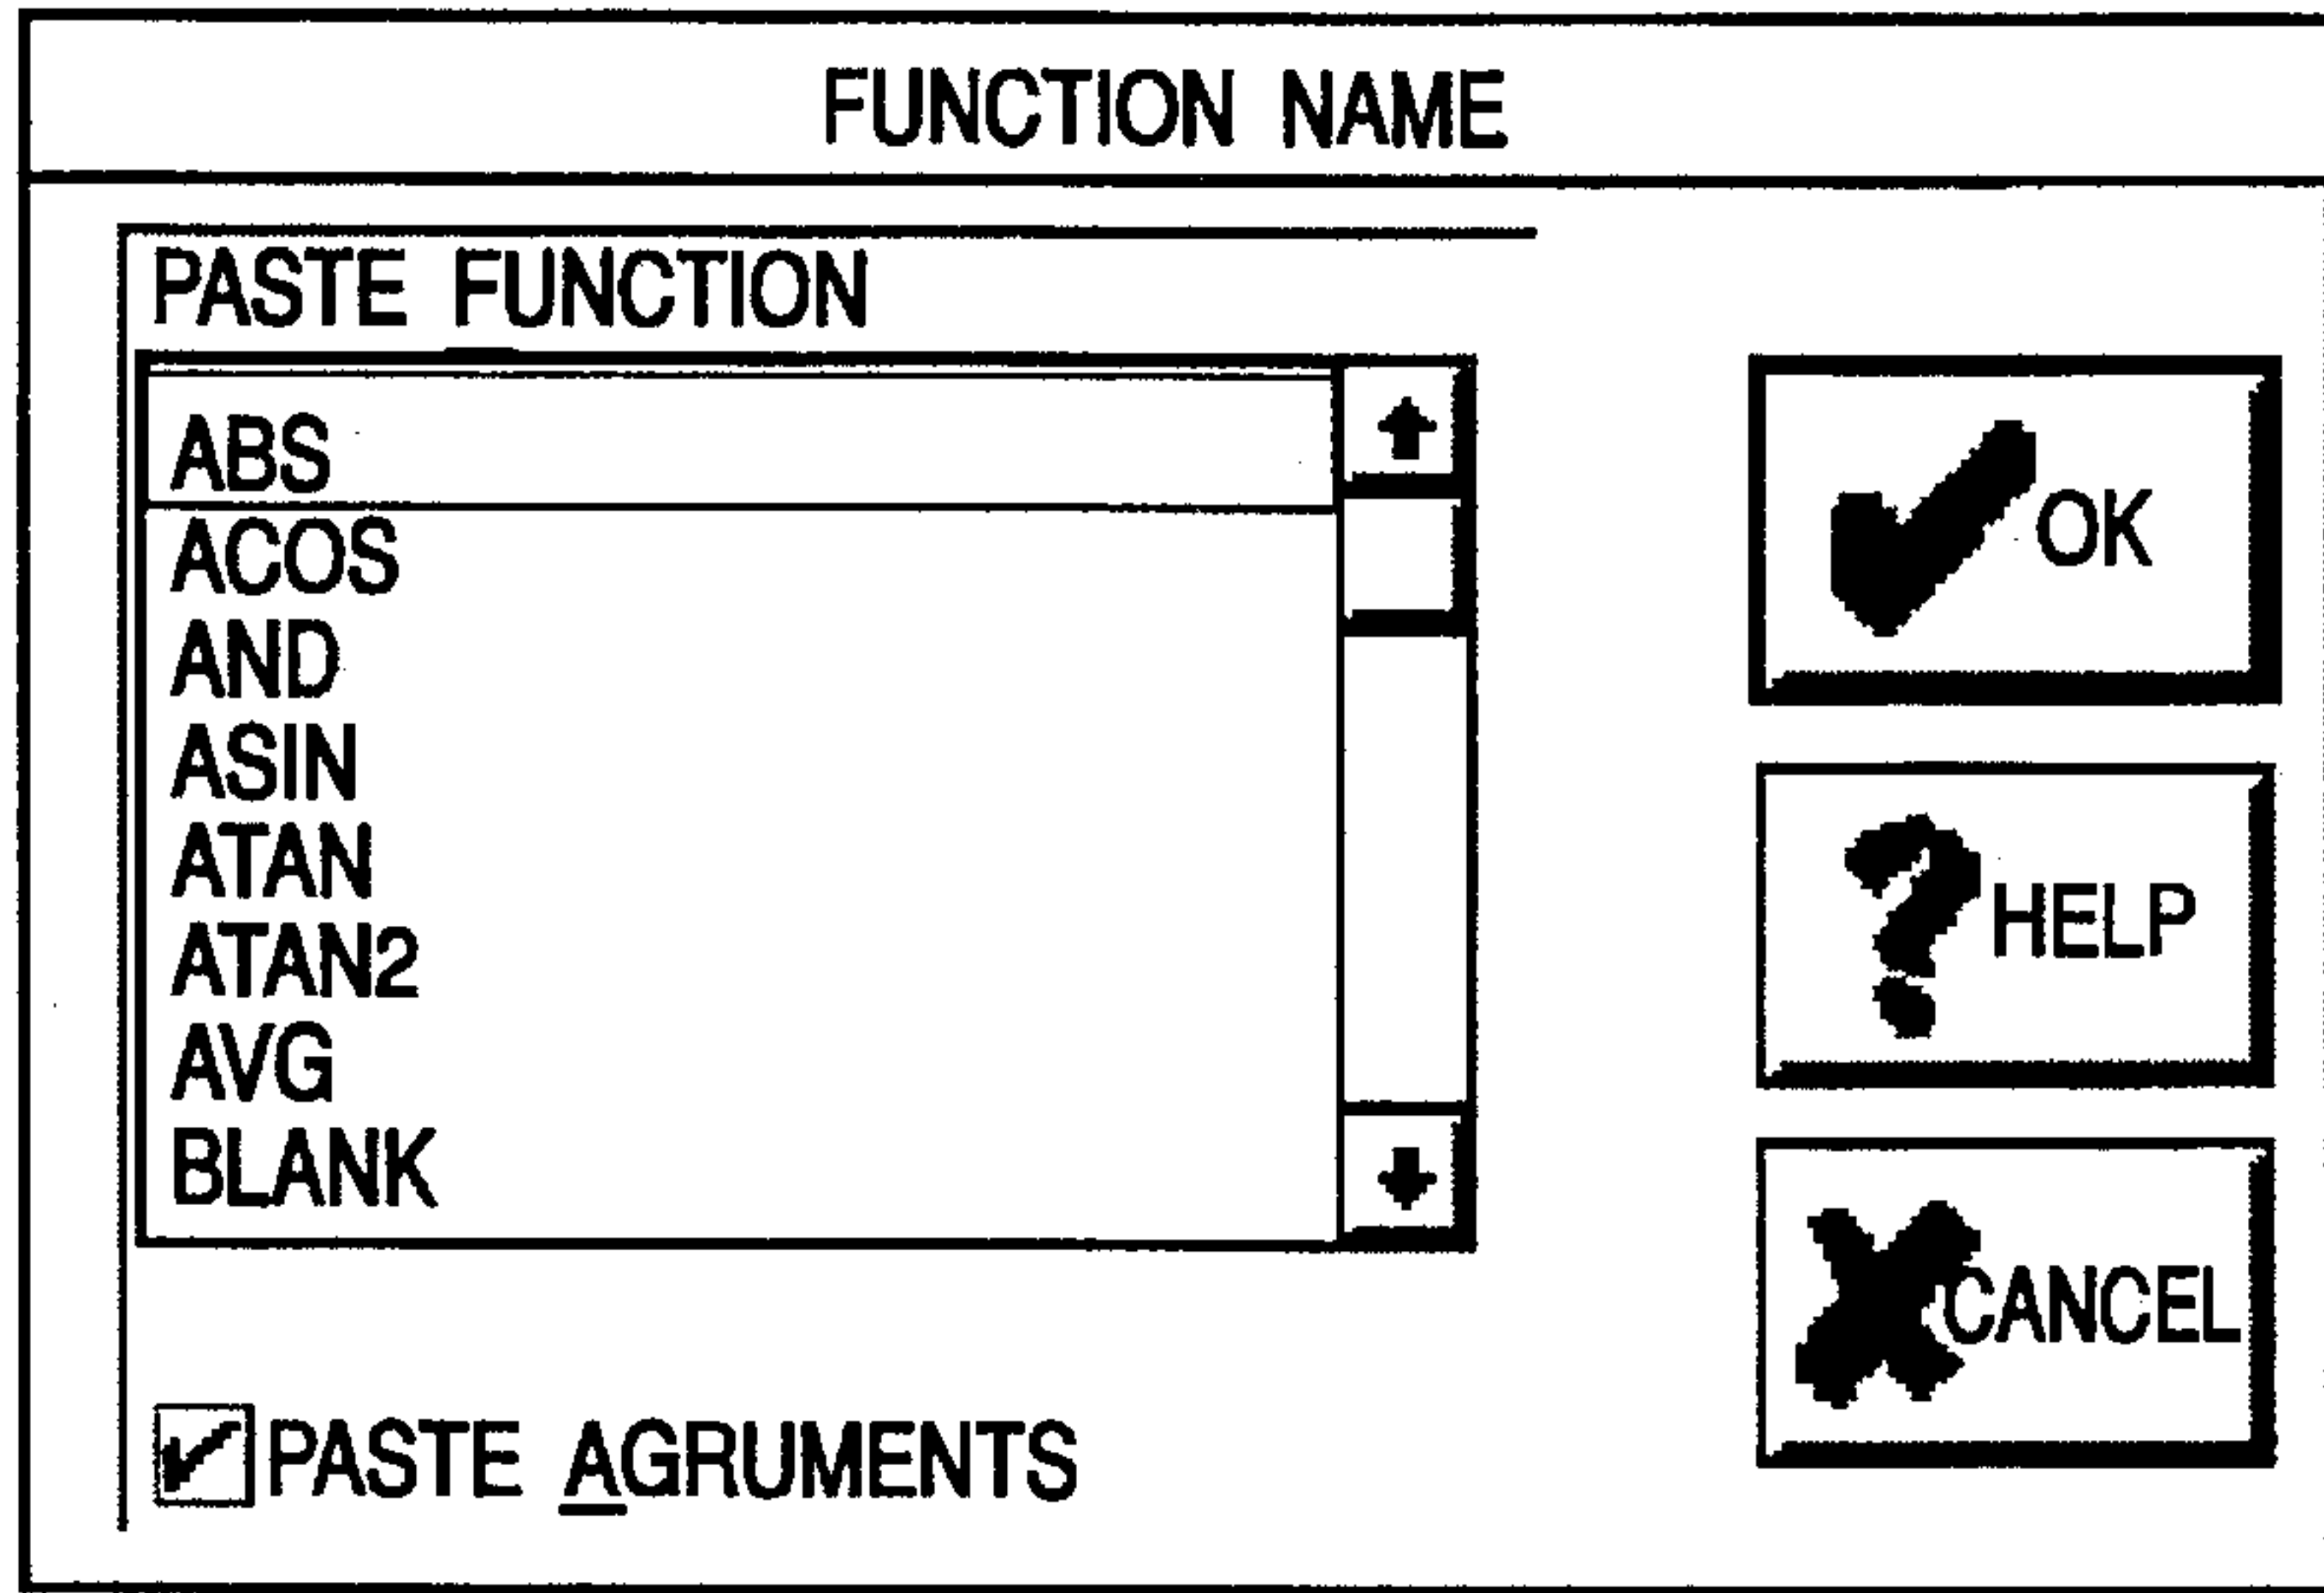 FUNCTION NAME
PASTE FUNCTION
ABS
ACOS
AND
ASIN
ATAN
ATAN2
AVG
BLANK
PASTE AGRUMENTS
OK
HELP
CANCEL